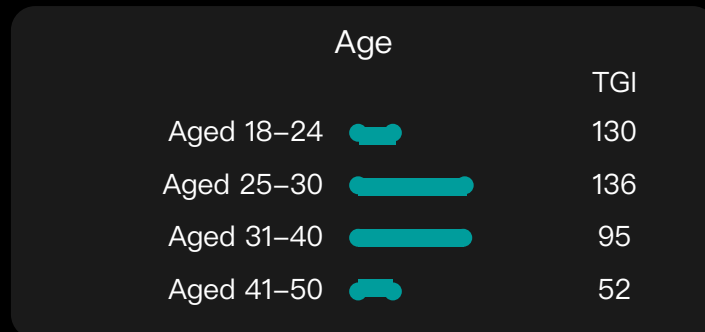 Age
TGI
Aged 18–24 130
Aged 25–30 136
Aged 31–40 95
Aged 41–50 52